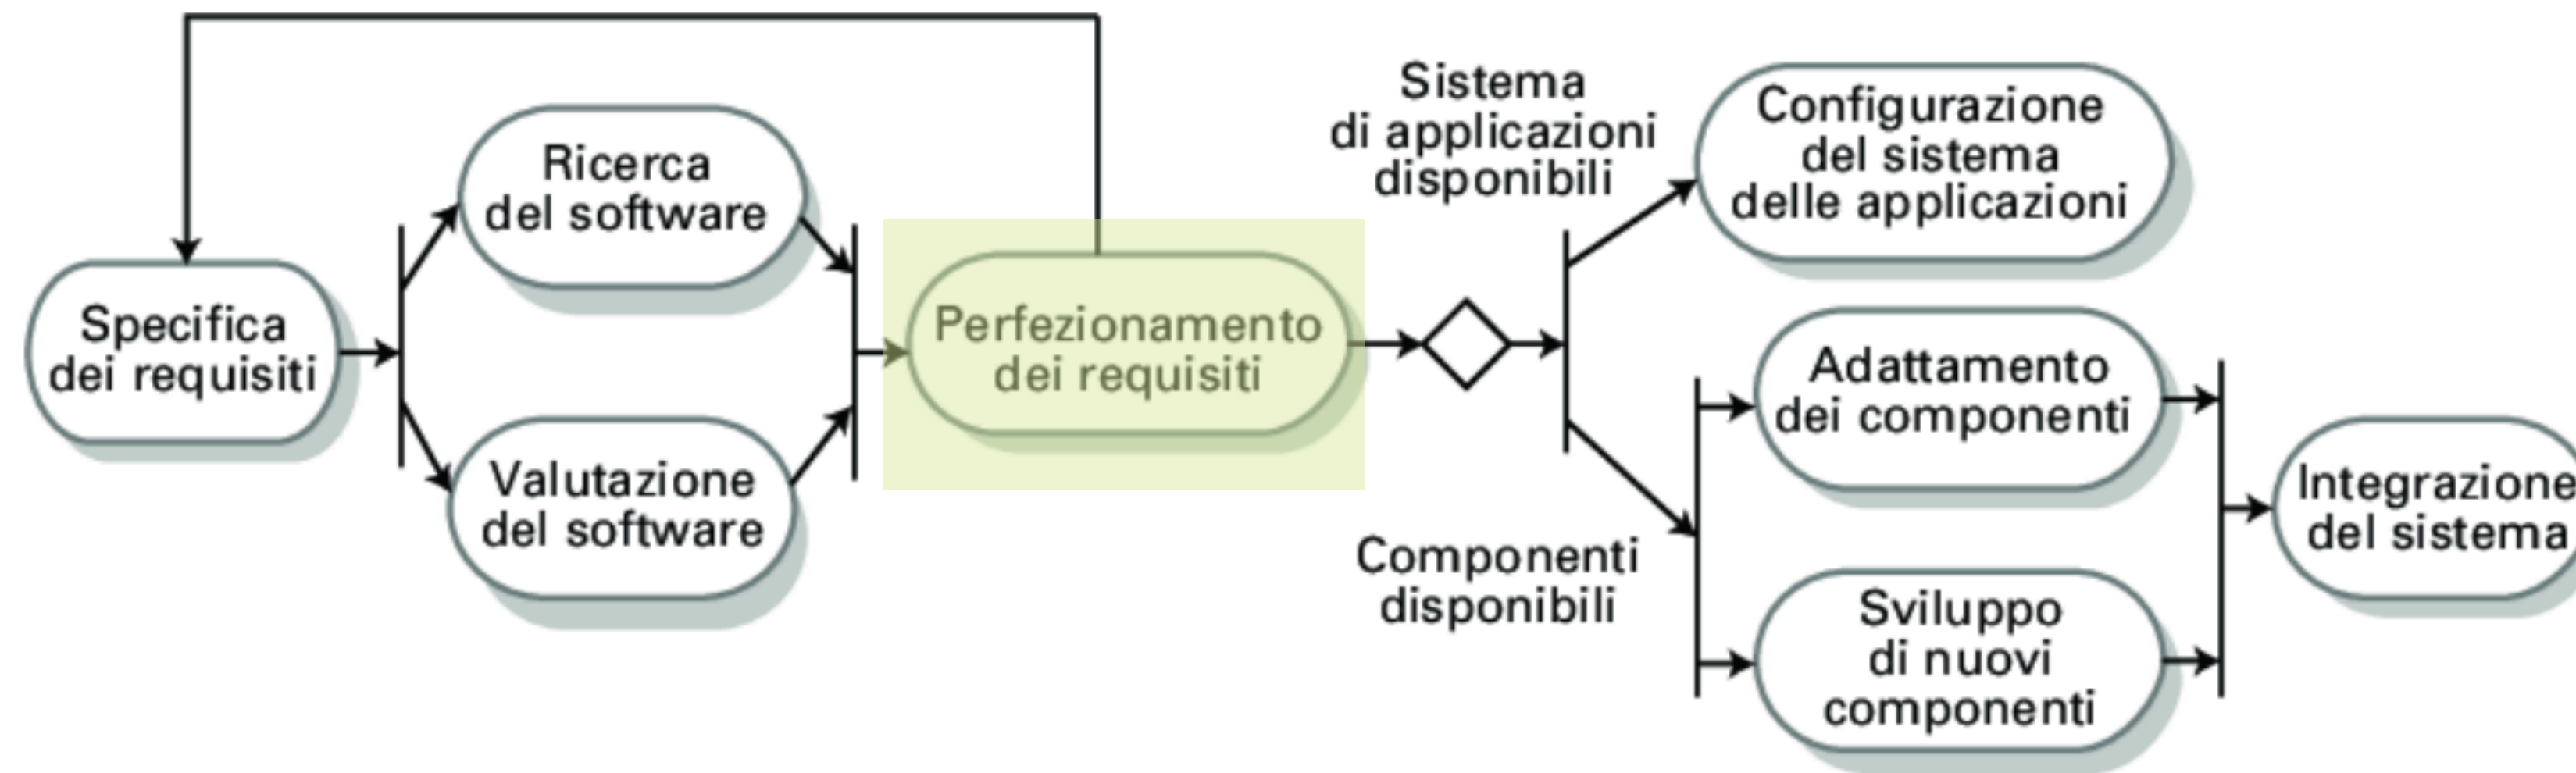 Specifica
dei requisiti
Ricerca
del software
Valutazione
del software
Perfezionamento
dei requisiti
Sistema
di applicazioni
disponibili
Componenti
disponibili
Configurazione
del sistema
delle applicazioni
Adattamento
dei componenti
Sviluppo
di nuovi
componenti
Integrazione
del sistema